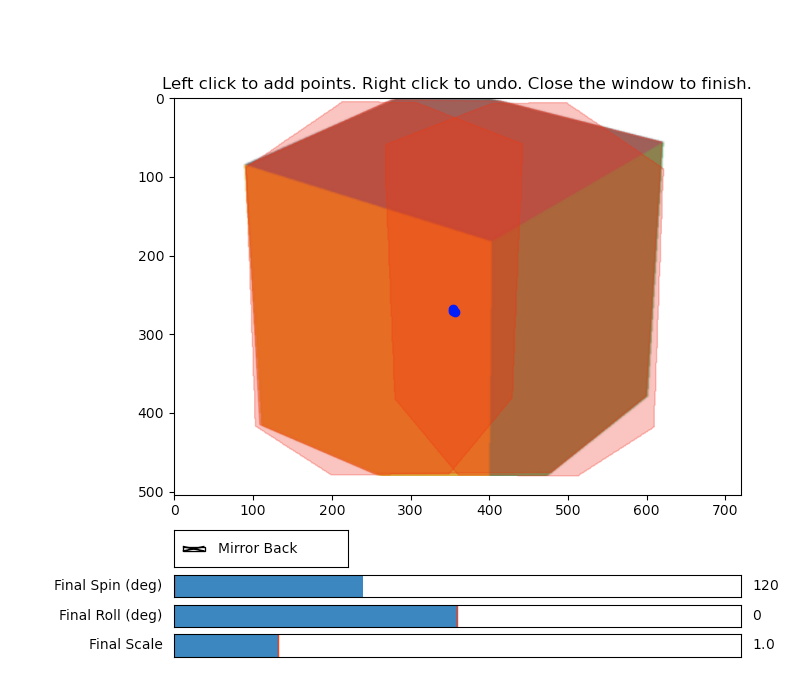 Left click to add points. Right click to undo. Close the window to finish.
0
100
200
300
400
500
0 100 200 300 400 500 600 700
Mirror Back
Final Spin (deg) 120
Final Roll (deg) 0
Final Scale 1.0